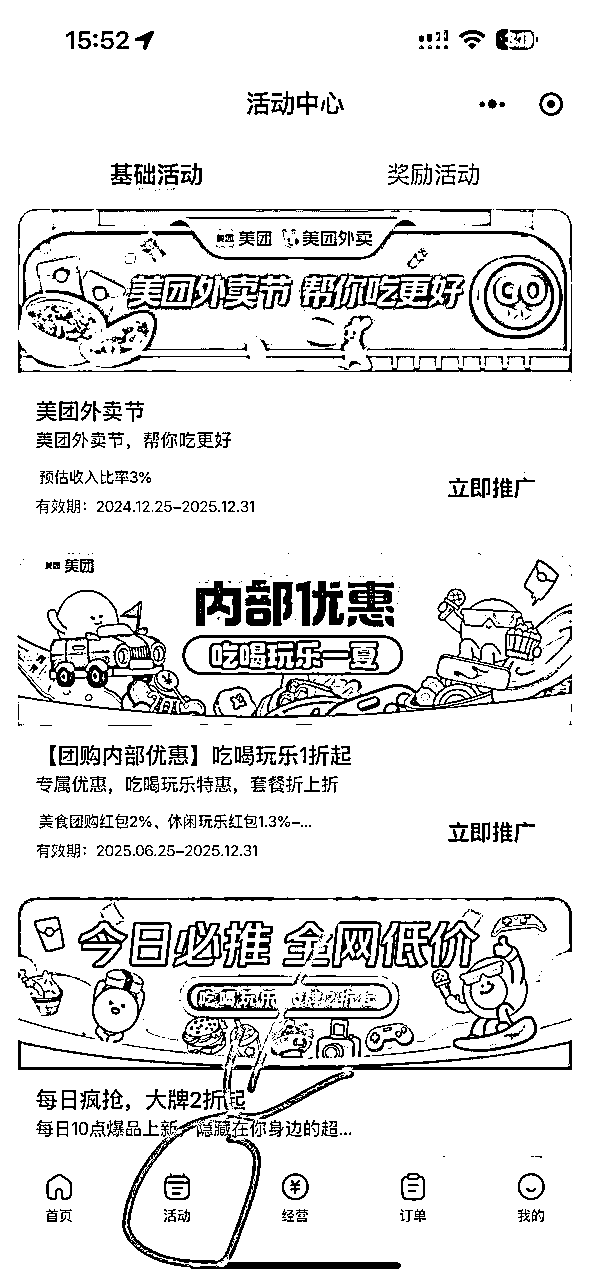 15:52
活动中心
基础活动 奖励活动
美团 美团外卖
美团外卖节 帮你吃更好
美团外卖节
美团外卖节，帮你吃更好
预估收入比率3%
立即推广
有效期：2024.12.25-2025.12.31
美团
内部优惠
吃喝玩乐一夏
【团购内部优惠】吃喝玩乐1折起
专属优惠，吃喝玩乐特惠，套餐折上折
美食团购红包2%、休闲玩乐红包1.3%-...
立即推广
有效期：2025.06.25-2025.12.31
今日必推 全网低价
吃喝玩乐 大牌2折起
每日疯抢，大牌2折起
每日10点爆品上新，隐藏在你身边的超...
首页 活动 经营 订单 我的